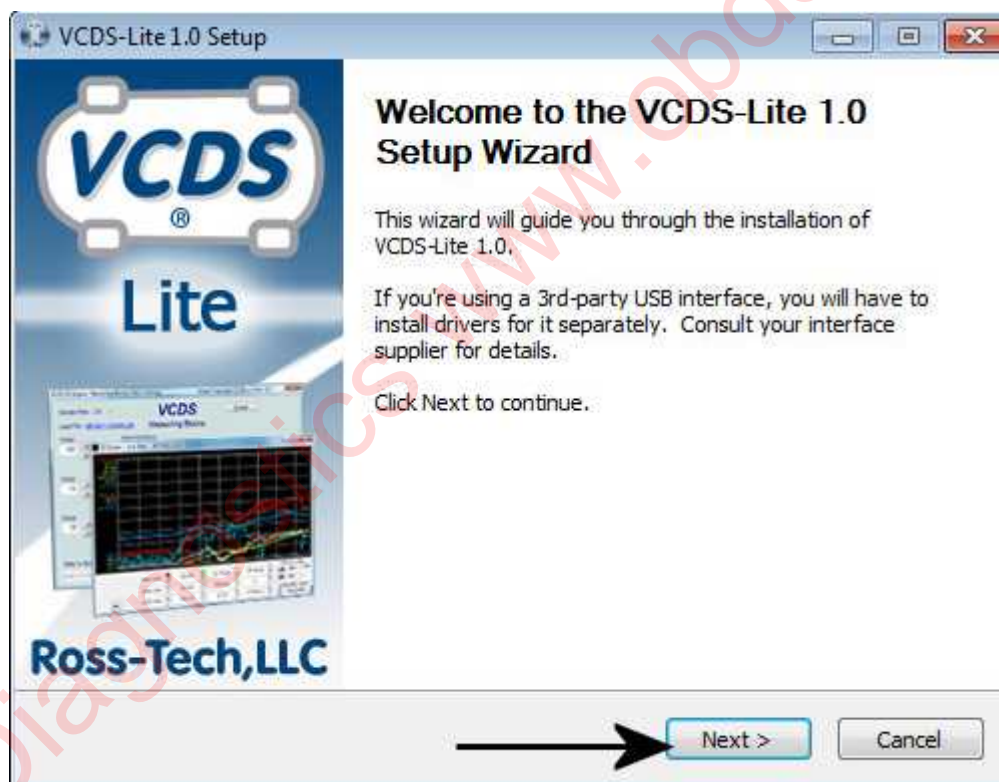 VCDS-Lite 1.0 Setup
VCDS
®
Lite
VCDS
Ross-Tech,LLC
Welcome to the VCDS-Lite 1.0
Setup Wizard
This wizard will guide you through the installation of
VCDS-Lite 1.0.
If you're using a 3rd-party USB interface, you will have to
install drivers for it separately. Consult your interface
supplier for details.
Click Next to continue.
Next >
Cancel